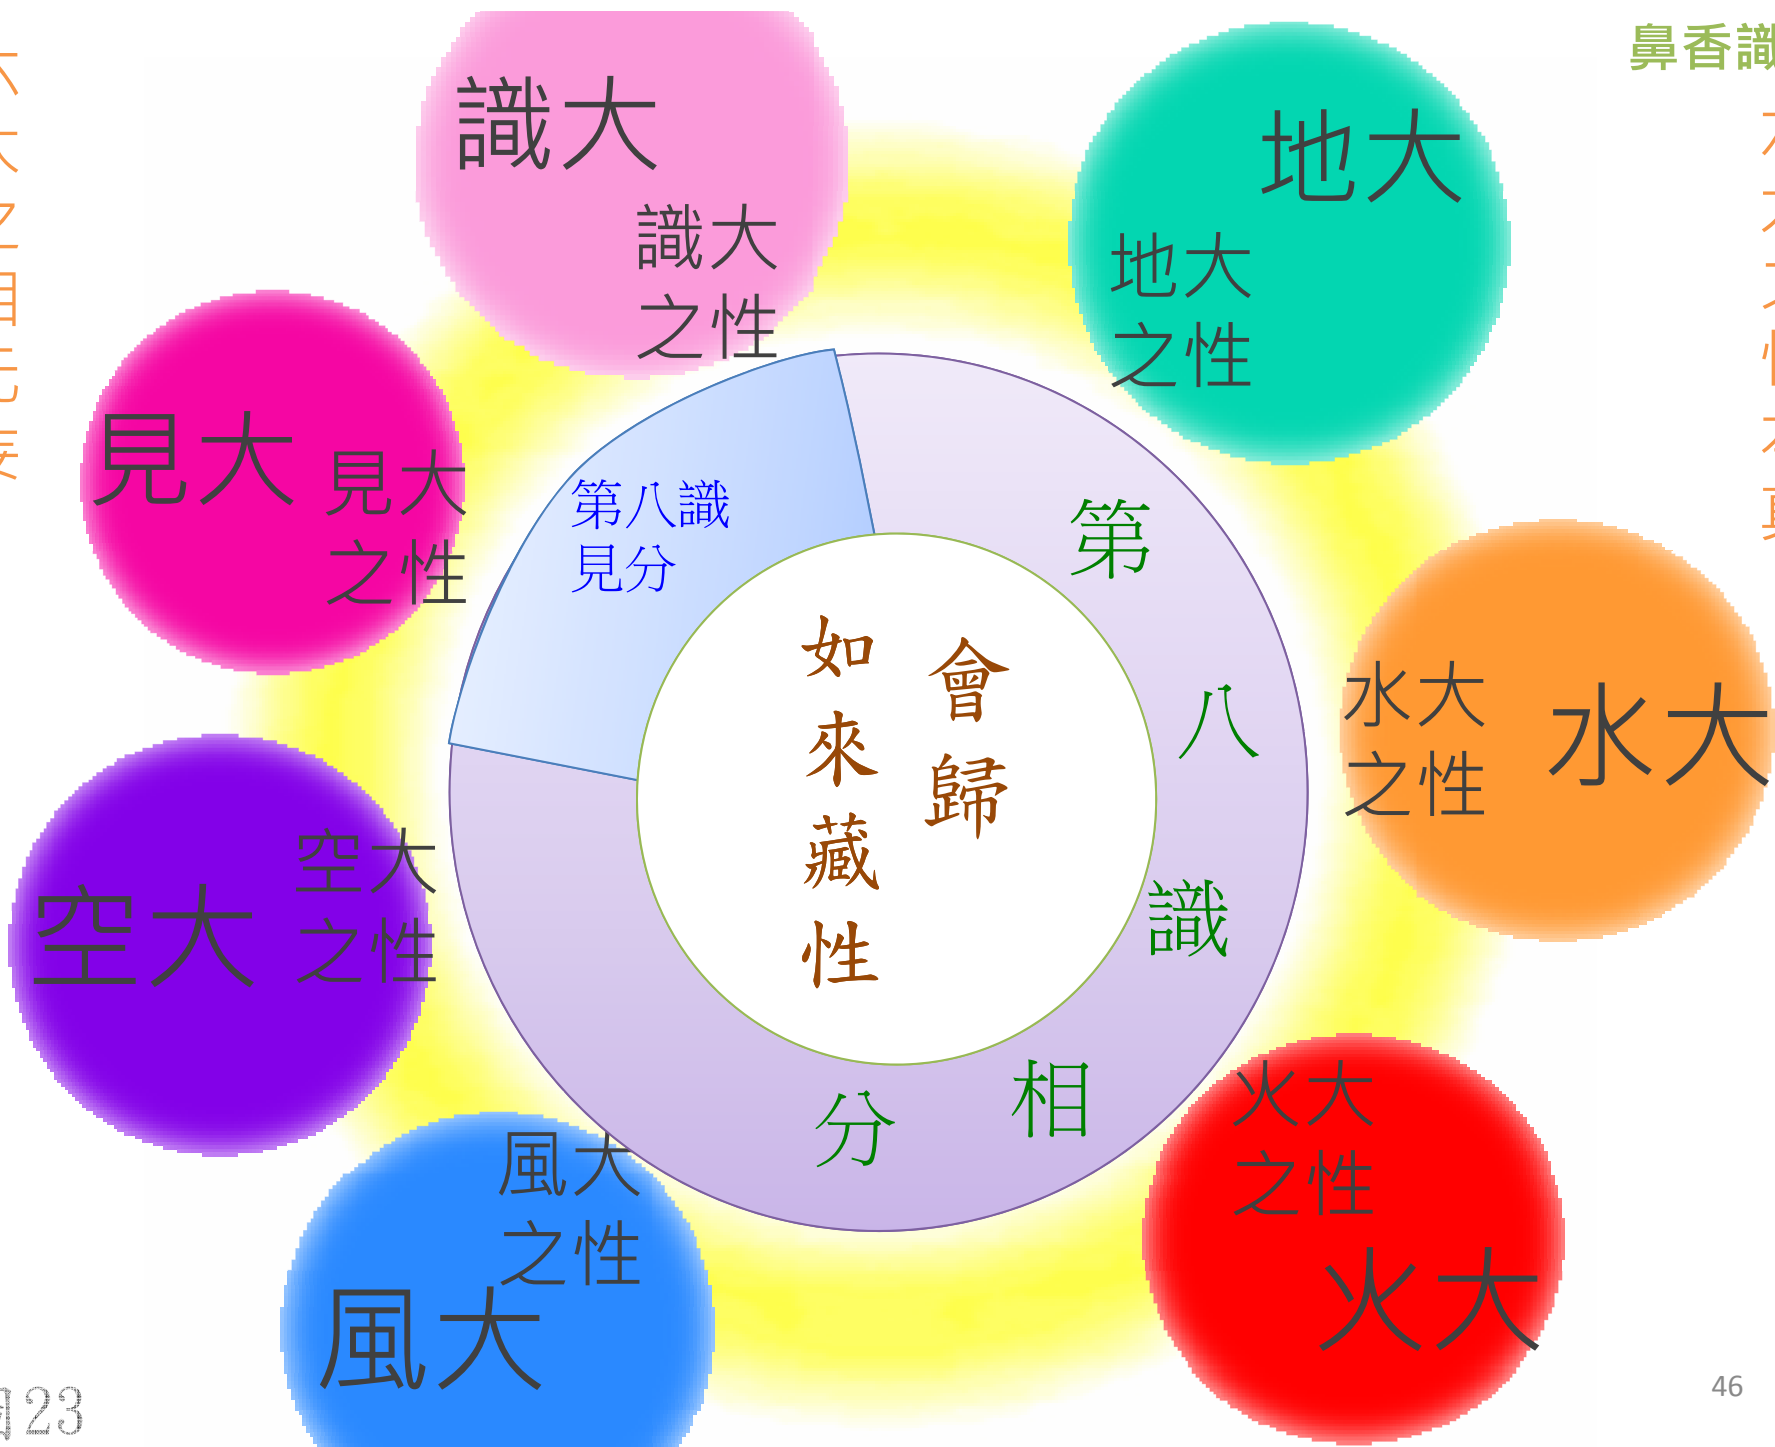 鼻香識
識大
識大
之性
地大
地大
之性
見大
見大
之性
第八識
見分
第
八
識
相
分
會歸
如來藏性
水大
之性
水大
空大
空大
之性
火大
之性
火大
風大
之性
風大
23
46